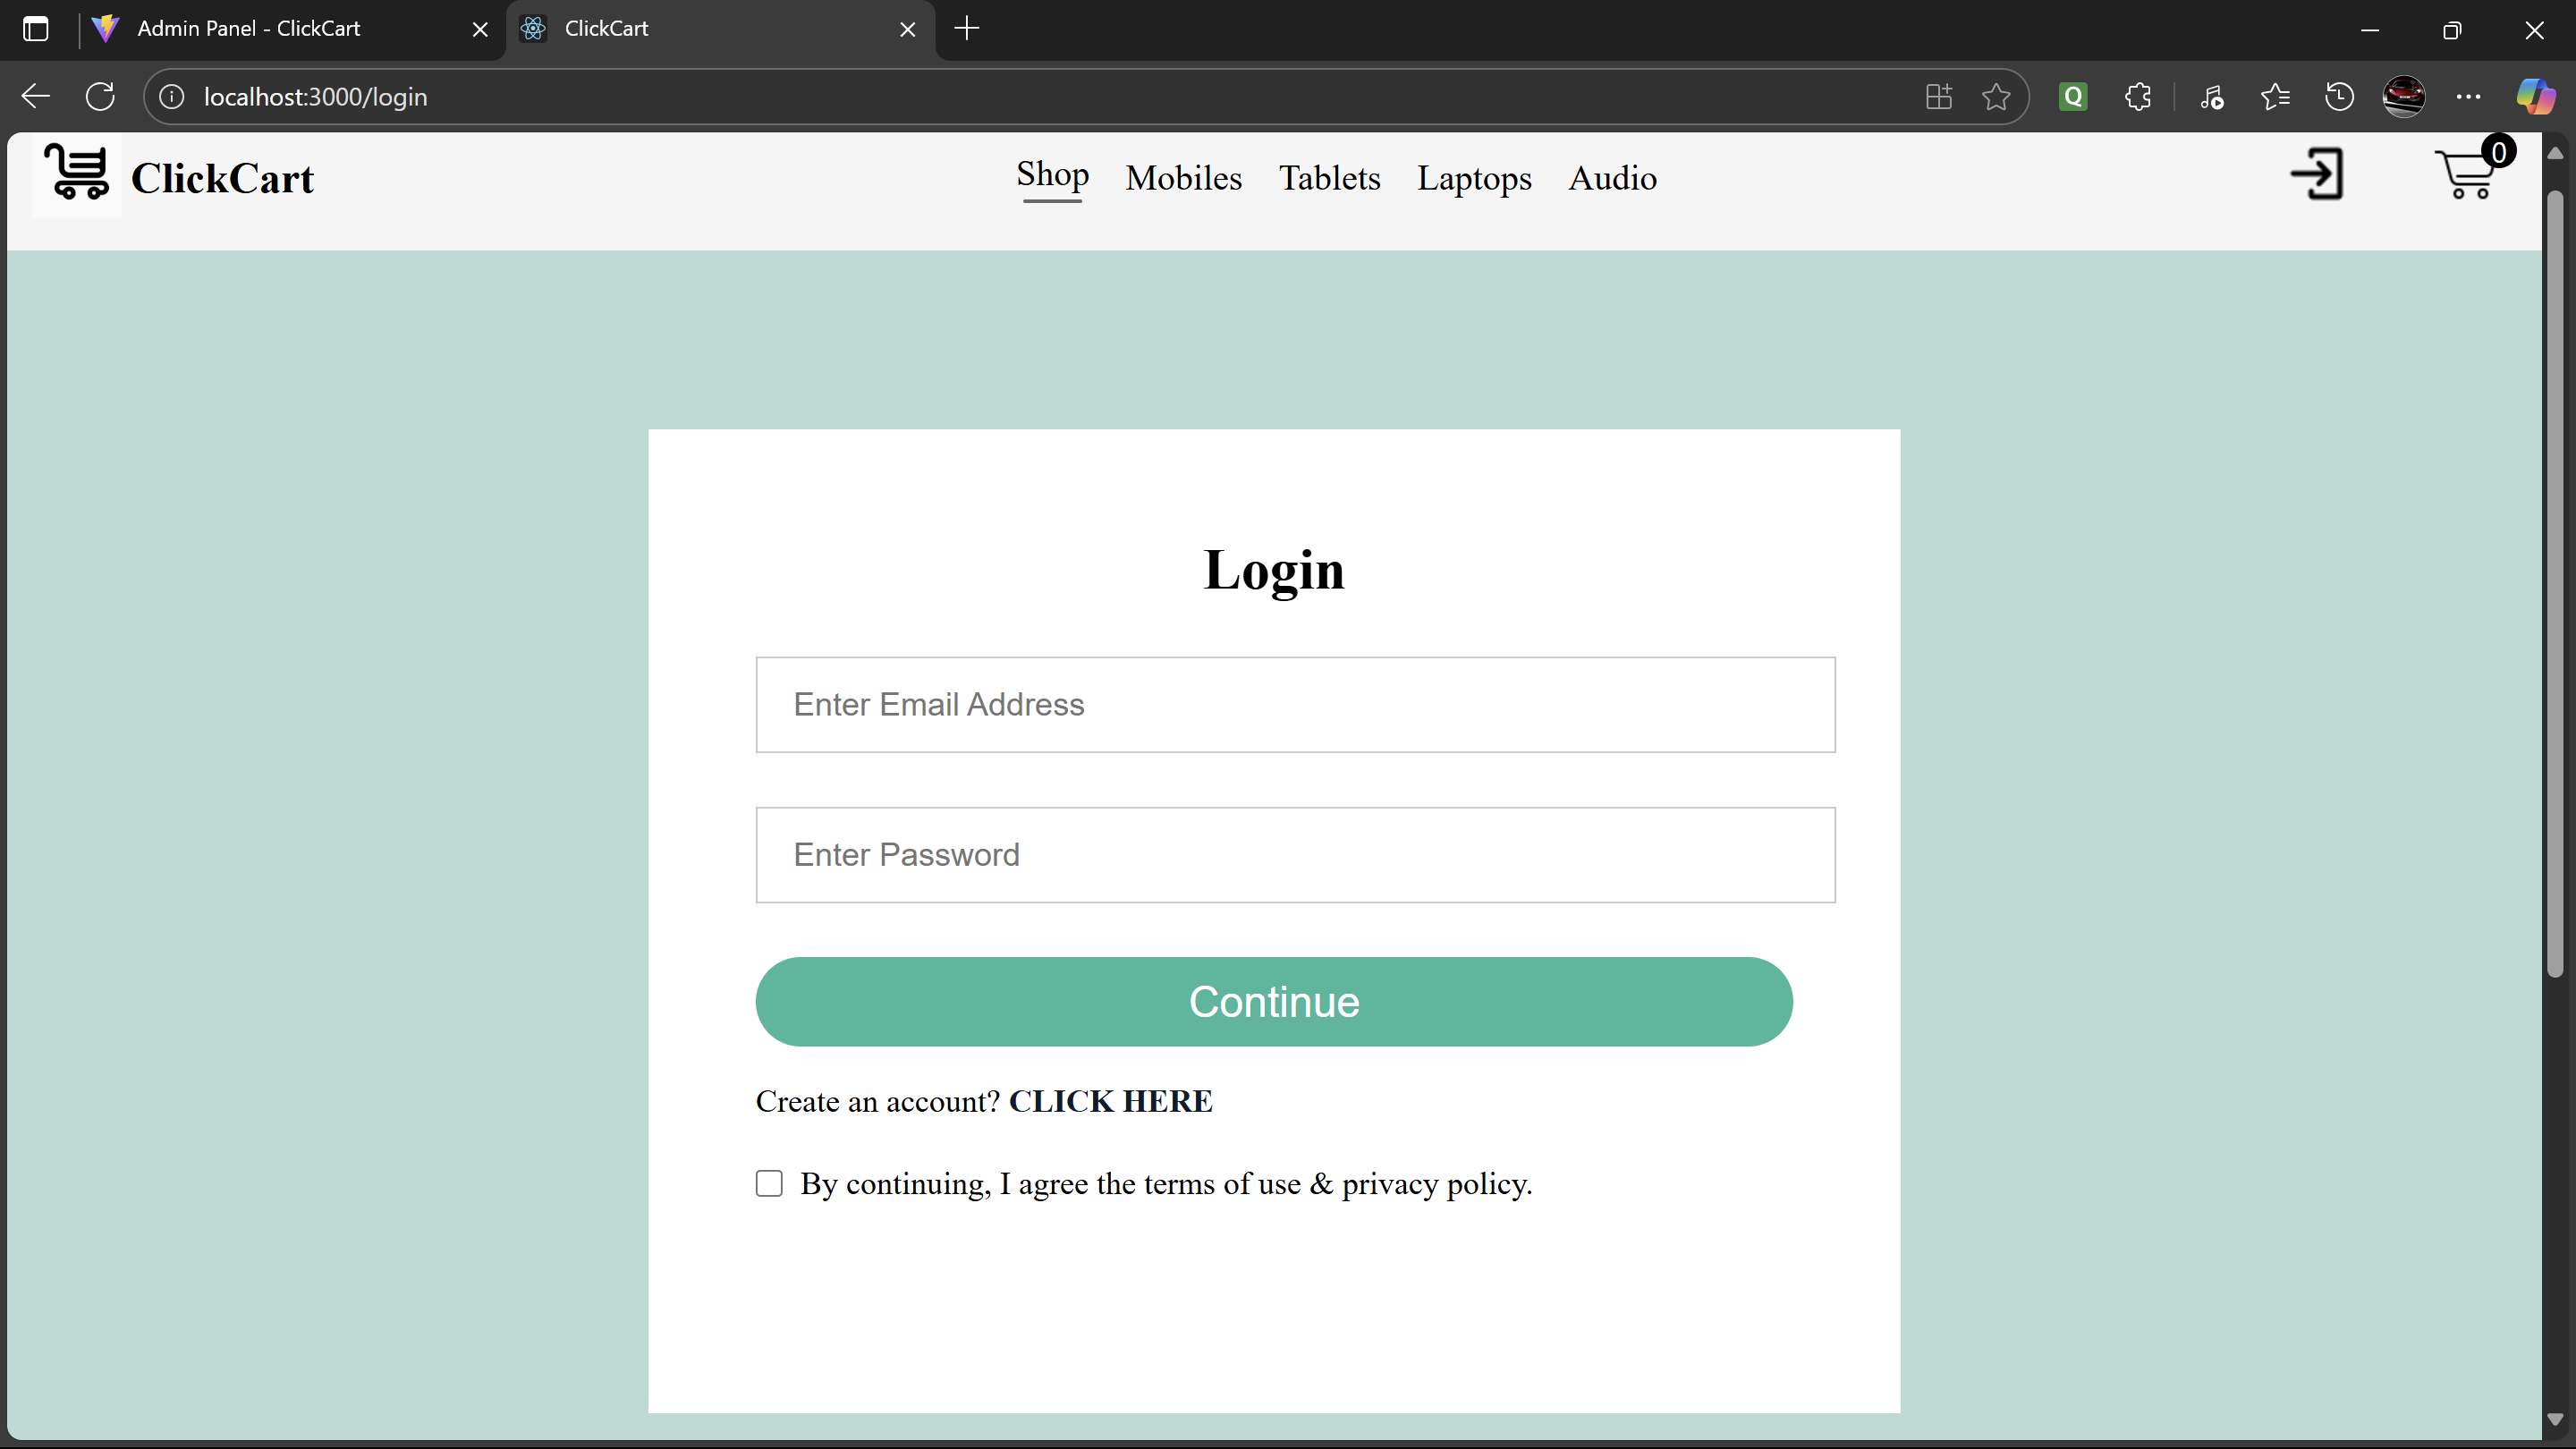 Admin Panel - ClickCart
ClickCart
localhost:3000/login
Q
ClickCart
Shop Mobiles Tablets Laptops Audio
0
Login
Enter Email Address
Enter Password
Continue
Create an account? CLICK HERE
By continuing, I agree the terms of use & privacy policy.